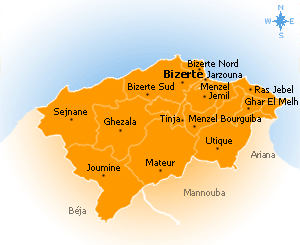 N
W E
S
Bizerte Nord
Bizerte
Jarzouna
Bizerte Sud
Menzel
Jemil
Ras Jebel
Ghar El Melh
Sejnane
Ghezala
Tinja
Menzel Bourguiba
Utique
Ariana
Joumine
Mateur
Mannouba
Béja